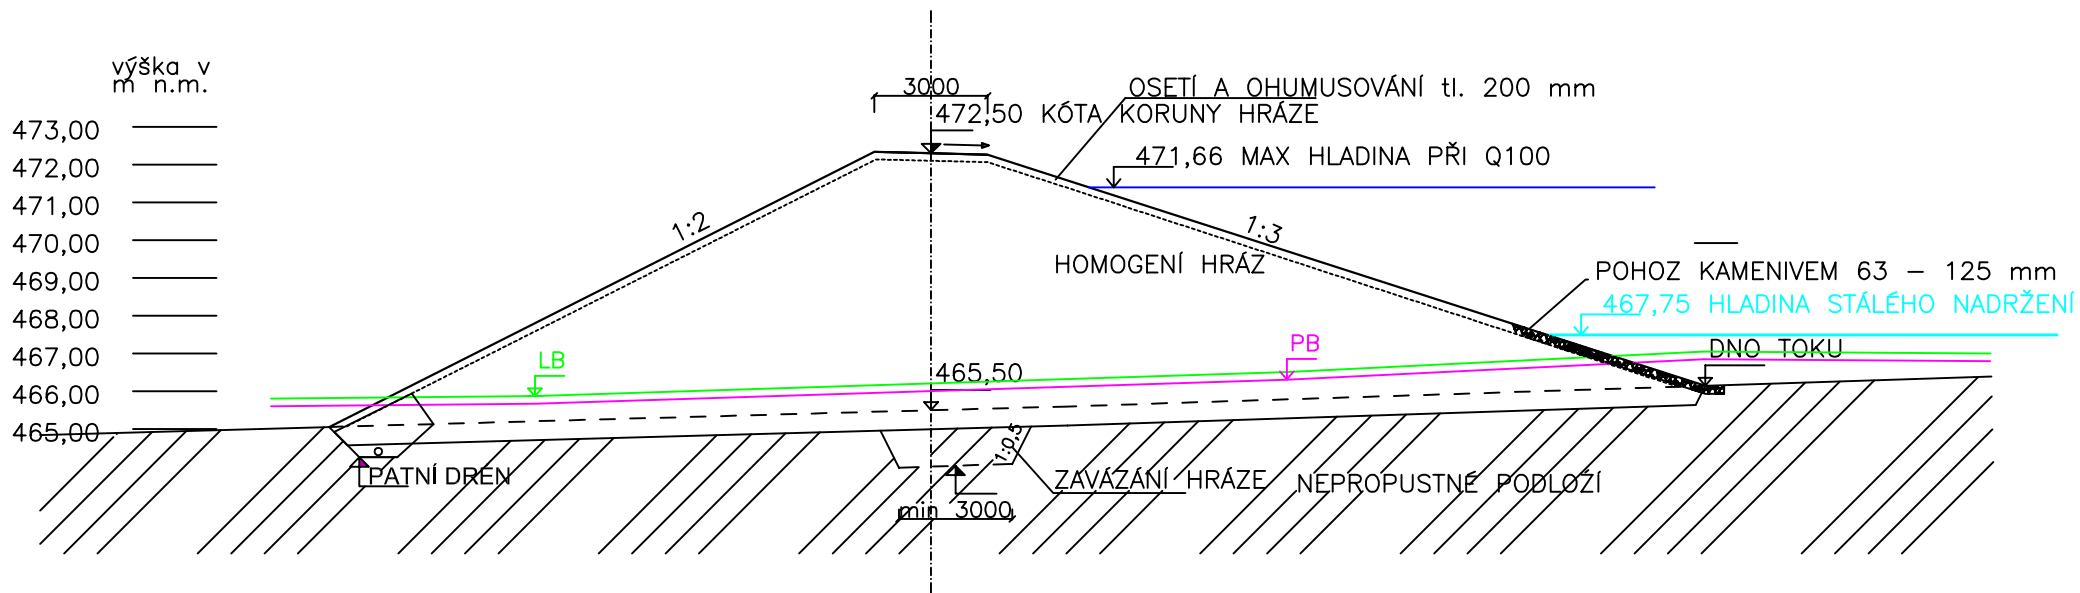 výška v
m n.m.
473,00
472,00
471,00
470,00
469,00
468,00
467,00
466,00
465,00
3000
OSETÍ A OHUMUSOVÁNÍ tl. 200 mm
472,50 KÓTA KORUNY HRÁZE
471,66 MAX HLADINA PŘI Q100
1:2
1:3
HOMOGENÍ HRÁZ
POHOZ KAMENIVEM 63 – 125 mm
467,75 HLADINA STÁLÉHO NADRŽENÍ
LB
PB
DNO TOKU
465,50
1:0,5
PATNÍ DREN
ZAVÁZÁNÍ HRÁZE
NEPROPUSTNÉ PODLOŽÍ
min 3000